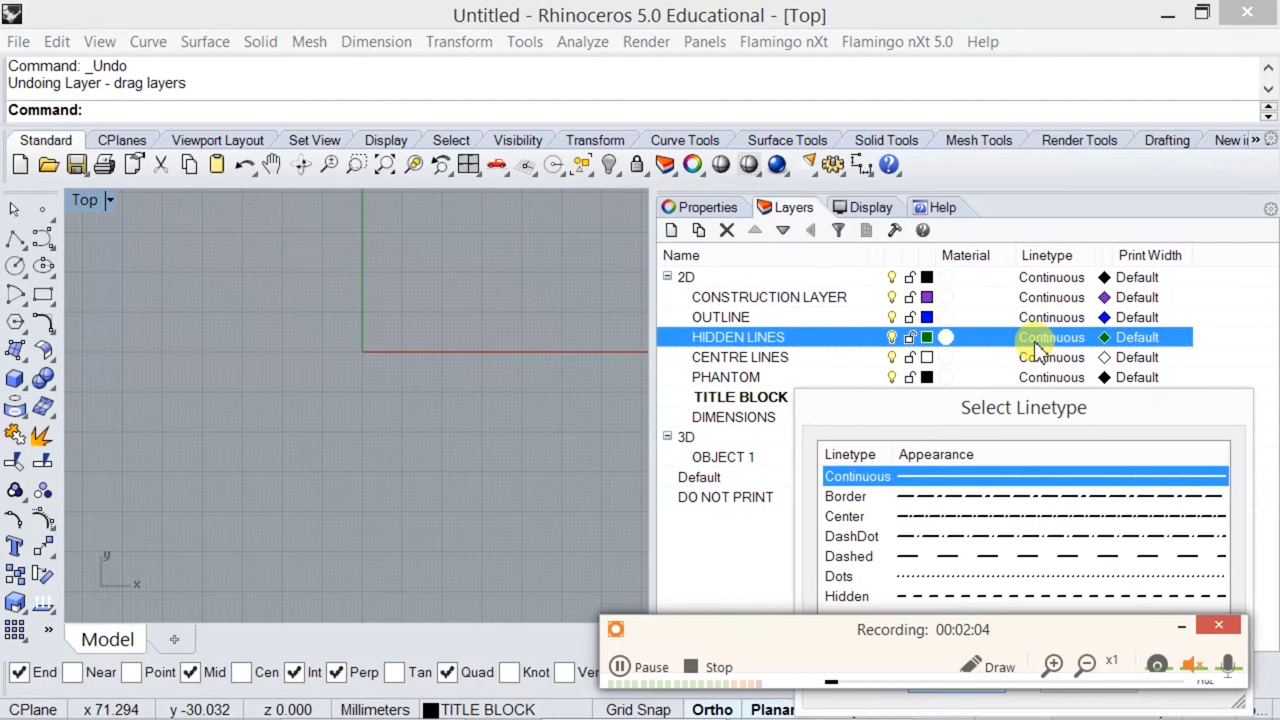 Untitled - Rhinoceros 5.0 Educational - [Top]
File Edit View Curve Surface Solid Mesh Dimension Transform Tools Analyze Render Panels Flamingo nXt Flamingo nXt 5.0 Help
Command: _Undo
Undoing Layer - drag layers
Command:
Standard CPlanes Viewport Layout Set View Display Select Visibility Transform Curve Tools Surface Tools Solid Tools Mesh Tools Render Tools Drafting New i »
Top
Properties Layers Display Help
Name Material Linetype Print Width
2D Continuous Default
CONSTRUCTION LAYER Continuous Default
OUTLINE Continuous Default
HIDDEN LINES Continuous Default
CENTRE LINES Continuous Default
PHANTOM Continuous Default
TITLE BLOCK
DIMENSIONS
3D
OBJECT 1
Default
DO NOT PRINT
Select Linetype
Linetype Appearance
Continuous
Border
Center
DashDot
Dashed
Dots
Hidden
y
x
Recording: 00:02:04
Pause Stop Draw x1
Model
End Near Point Mid Cen Int Perp Tan Quad Knot
CPlane x 71.294 y -30.032 z 0.000 Millimeters TITLE BLOCK Grid Snap Ortho Planar